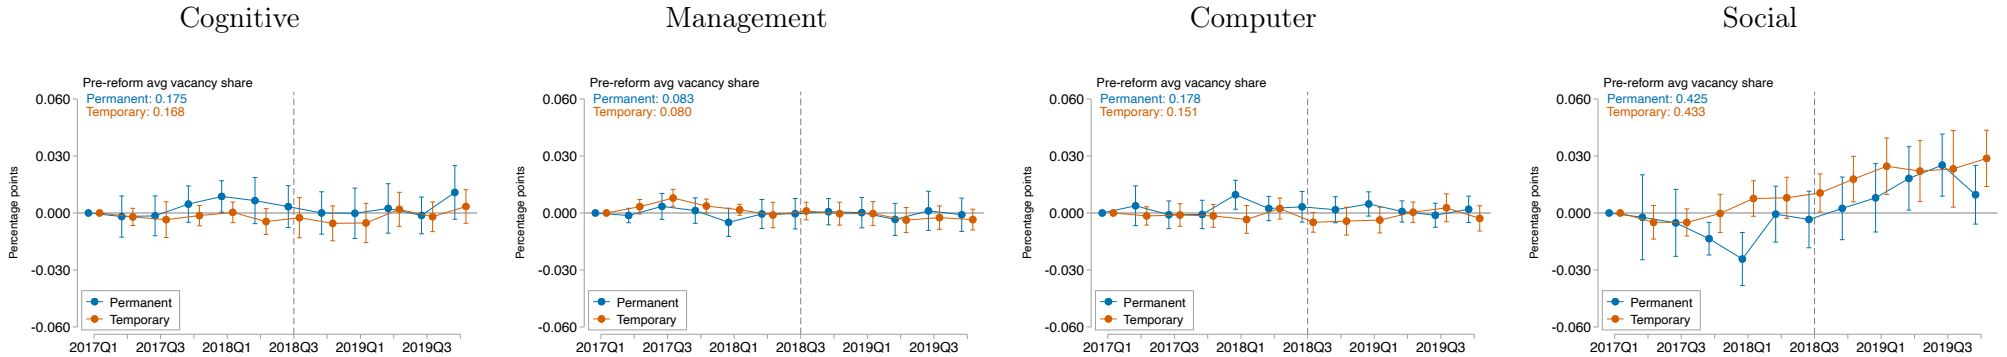 Cognitive
Pre-reform avg vacancy share
Permanent: 0.175
Temporary: 0.168
0.060
0.030
0.000
-0.030
-0.060
Percentage points
Permanent
Temporary
2017Q1 2017Q3 2018Q1 2018Q3 2019Q1 2019Q3
Management
Pre-reform avg vacancy share
Permanent: 0.083
Temporary: 0.080
0.060
0.030
0.000
-0.030
-0.060
Percentage points
Permanent
Temporary
2017Q1 2017Q3 2018Q1 2018Q3 2019Q1 2019Q3
Computer
Pre-reform avg vacancy share
Permanent: 0.178
Temporary: 0.151
0.060
0.030
0.000
-0.030
-0.060
Percentage points
Permanent
Temporary
2017Q1 2017Q3 2018Q1 2018Q3 2019Q1 2019Q3
Social
Pre-reform avg vacancy share
Permanent: 0.425
Temporary: 0.433
0.060
0.030
0.000
-0.030
-0.060
Percentage points
Permanent
Temporary
2017Q1 2017Q3 2018Q1 2018Q3 2019Q1 2019Q3